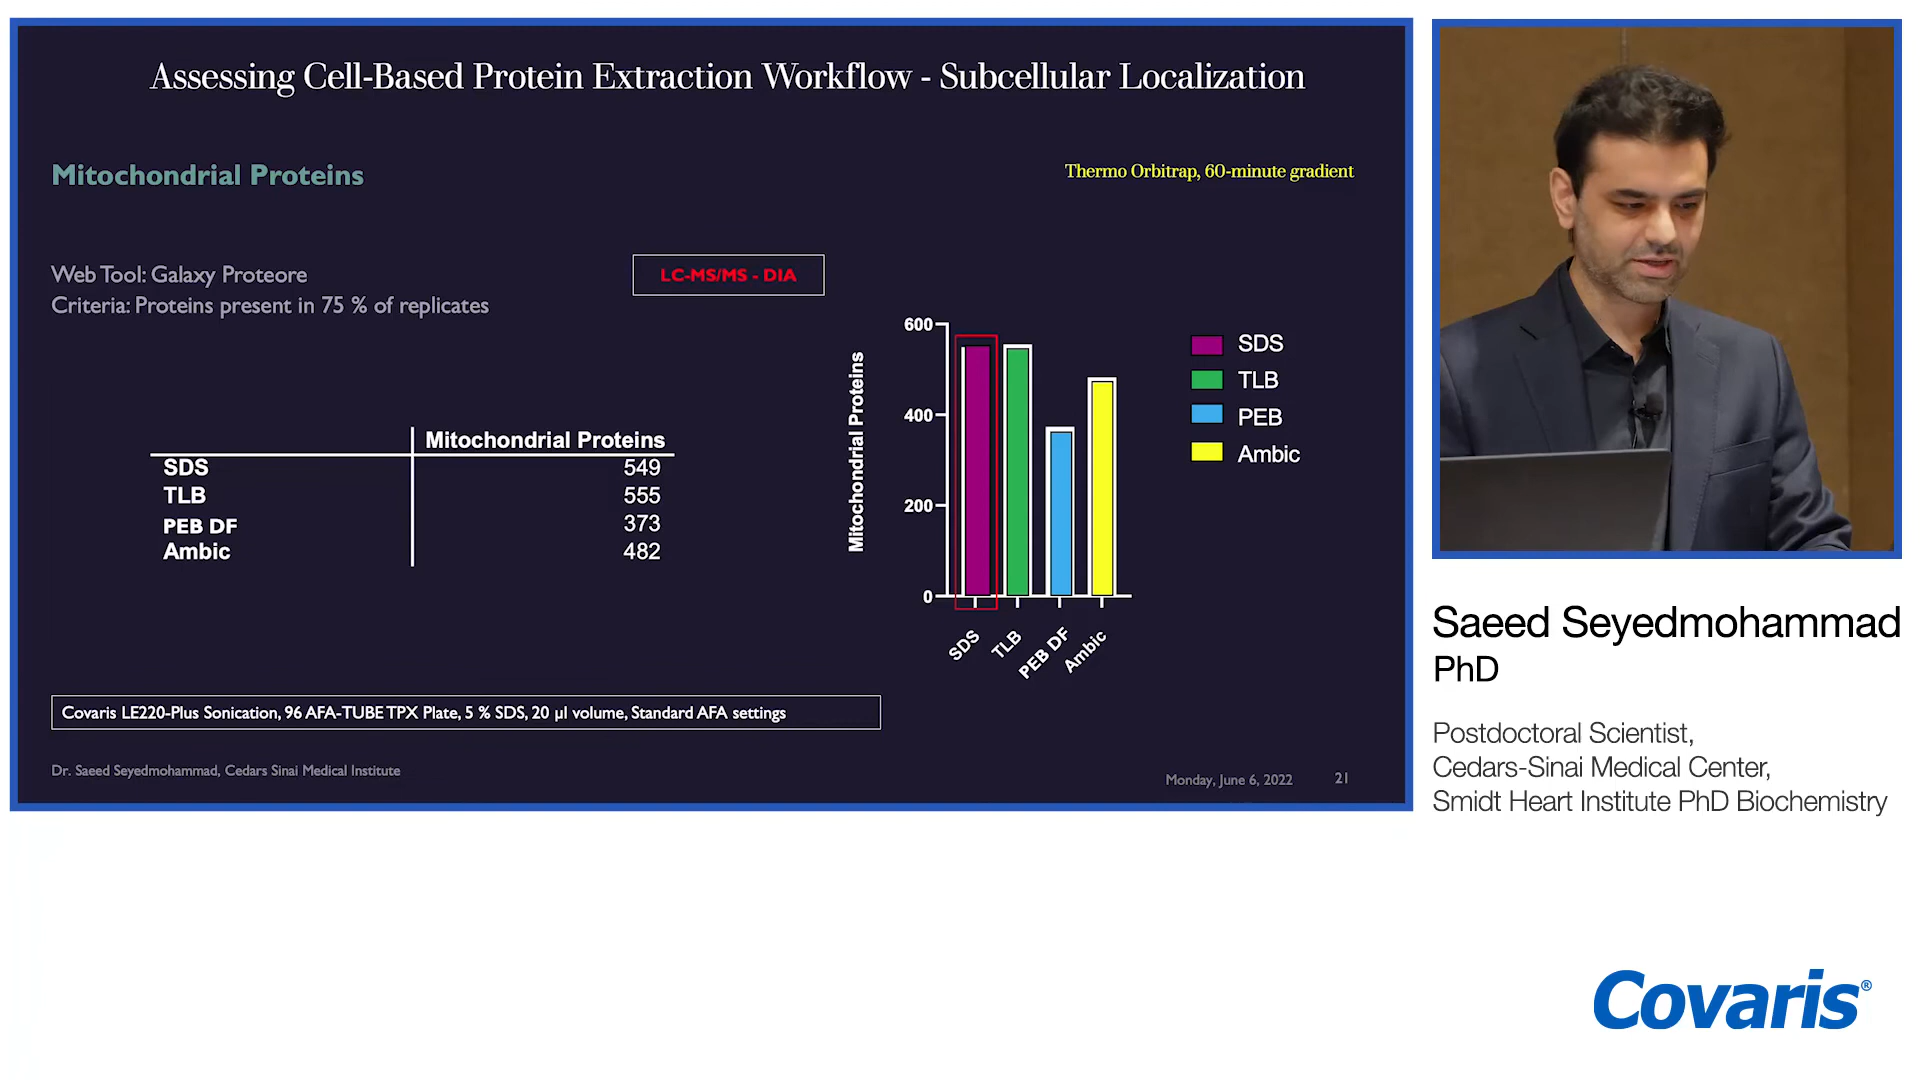 Assessing Cell-Based Protein Extraction Workflow - Subcellular Localization
Mitochondrial Proteins
Thermo Orbitrap, 60-minute gradient
Web Tool: Galaxy Proteore
Criteria: Proteins present in 75 % of replicates
LC-MS/MS - DIA
Mitochondrial Proteins
SDS 549
TLB 555
PEB DF 373
Ambic 482
Mitochondrial Proteins
600
400
200
0
SDS
TLB
PEB DF
Ambic
SDS
TLB
PEB
Ambic
Covaris LE220-Plus Sonication, 96 AFA-TUBE TPX Plate, 5 % SDS, 20 µl volume, Standard AFA settings
Dr. Saeed Seyedmohammad, Cedars Sinai Medical Institute
Monday, June 6, 2022
21
Saeed Seyedmohammad
PhD
Postdoctoral Scientist,
Cedars-Sinai Medical Center,
Smidt Heart Institute PhD Biochemistry
Covaris®